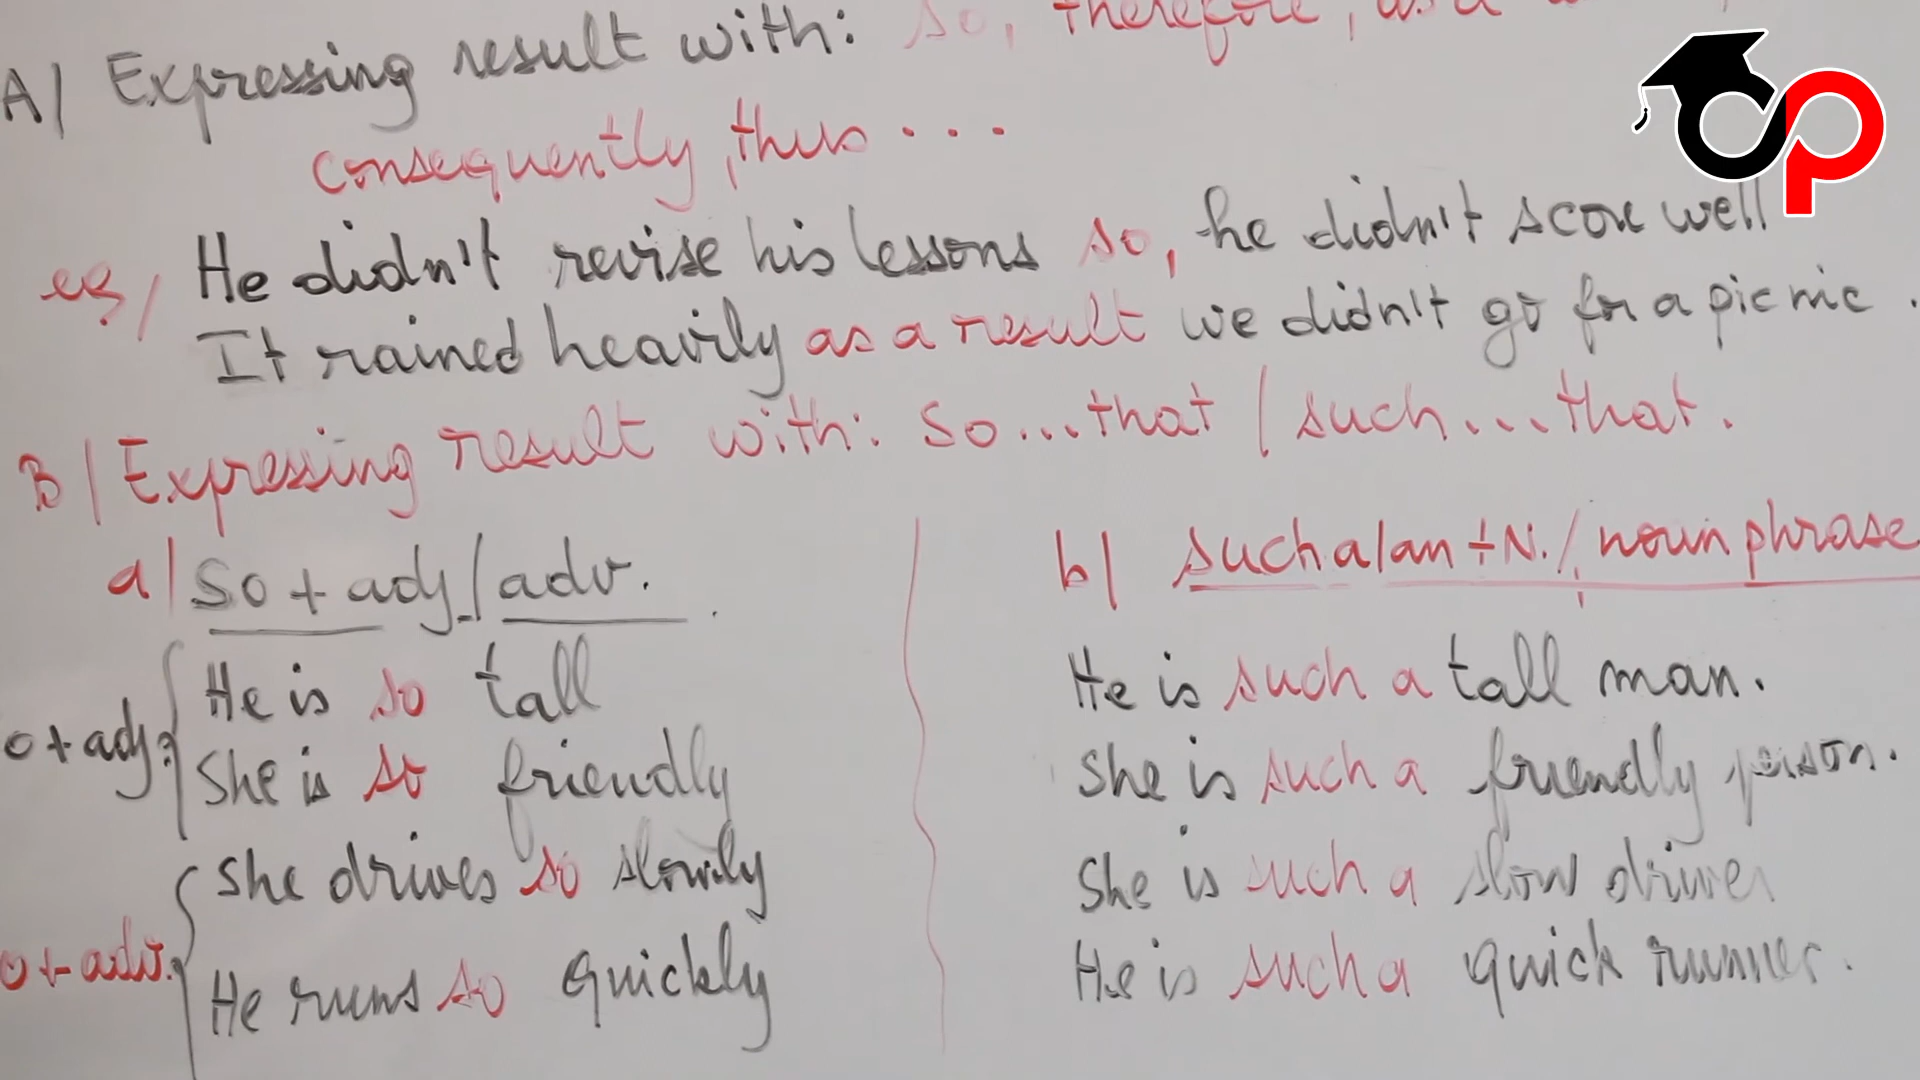 A/ Expressing result with: so, therefore, as a
consequently, thus ...
eg/ He didn't revise his lessons so, he didn't score well
It rained heavily as a result we didn't go for a picnic.
B/ Expressing result with: so...that / such...that.
a/ so + adj/adv.
He is so tall
o + adj: She is so friendly
She drives so slowly
o + adv. He runs so quickly
b/ such a/an + N. / noun phrase
He is such a tall man.
She is such a friendly person.
She is such a slow driver
He is such a quick runner.